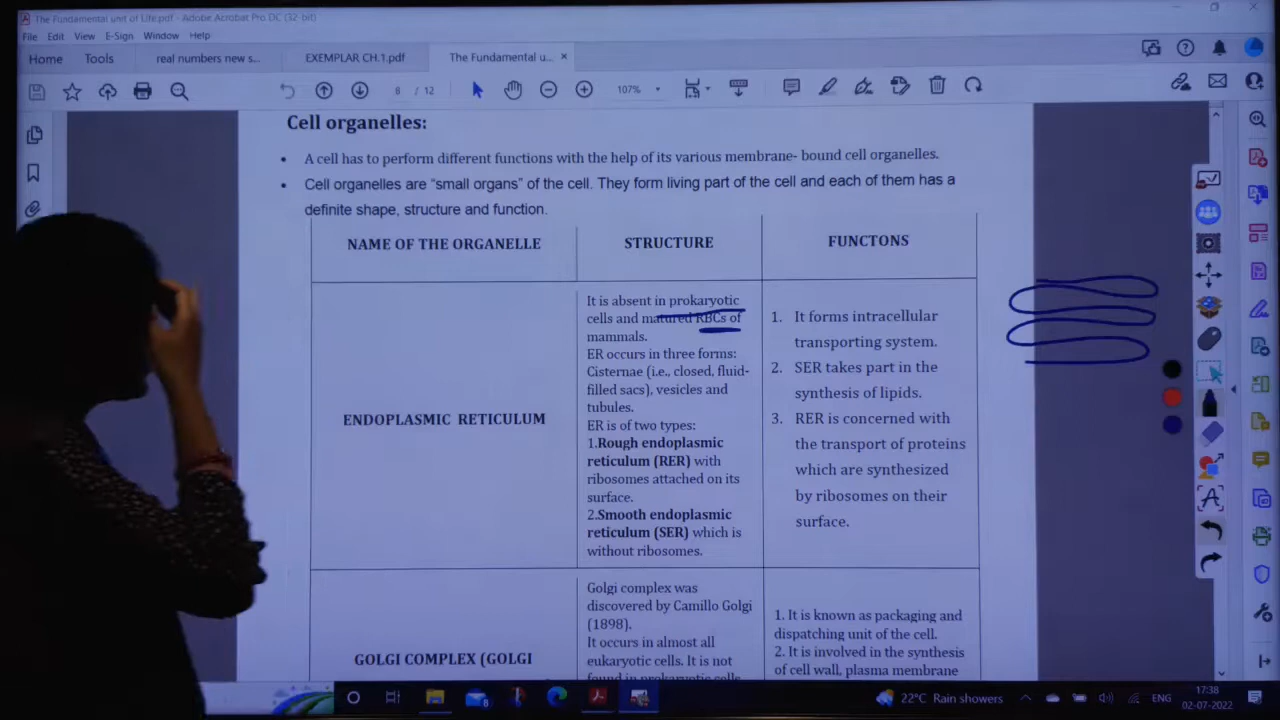 The Fundamental unit of Life.pdf - Adobe Acrobat Pro DC (32-bit)
File Edit View E-Sign Window Help
Home Tools real numbers new s... EXEMPLAR CH.1.pdf The Fundamental u... ×
8 / 12 107%
Cell organelles:
• A cell has to perform different functions with the help of its various membrane- bound cell organelles.
• Cell organelles are “small organs” of the cell. They form living part of the cell and each of them has a
definite shape, structure and function.
NAME OF THE ORGANELLE STRUCTURE FUNCTONS
ENDOPLASMIC RETICULUM
It is absent in prokaryotic
cells and matured RBCs of
mammals.
ER occurs in three forms:
Cisternae (i.e., closed, fluid-
filled sacs), vesicles and
tubules.
ER is of two types:
1.Rough endoplasmic
reticulum (RER) with
ribosomes attached on its
surface.
2.Smooth endoplasmic
reticulum (SER) which is
without ribosomes.
1. It forms intracellular
transporting system.
2. SER takes part in the
synthesis of lipids.
3. RER is concerned with
the transport of proteins
which are synthesized
by ribosomes on their
surface.
GOLGI COMPLEX (GOLGI
Golgi complex was
discovered by Camillo Golgi
(1898).
It occurs in almost all
eukaryotic cells. It is not
found in prokaryotic cells
1. It is known as packaging and
dispatching unit of the cell.
2. It is involved in the synthesis
of cell wall, plasma membrane
8
22°C Rain showers ENG
17:38
02-07-2022